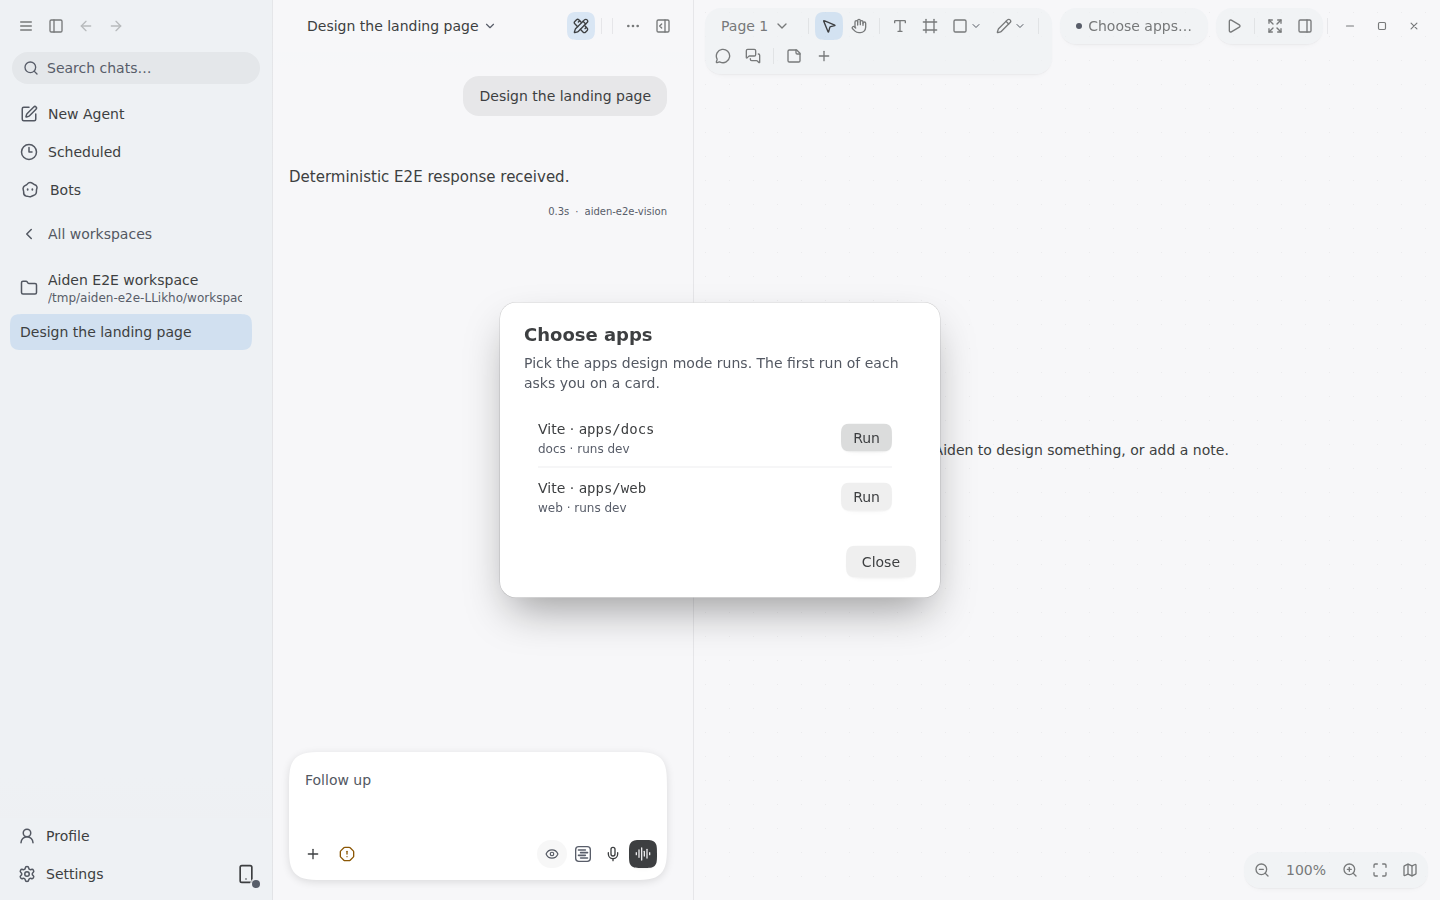 Design the landing page
Page 1
Choose apps...
Search chats...
Design the landing page
New Agent
Scheduled
Deterministic E2E response received.
Bots
0.3s · aiden-e2e-vision
All workspaces
Aiden E2E workspace
/tmp/aiden-e2e-LLikho/workspac
Design the landing page
Choose apps
Pick the apps design mode runs. The first run of each
asks you on a card.
Vite · apps/docs
docs · runs dev
Run
Aiden to design something, or add a note.
Vite · apps/web
web · runs dev
Run
Close
Follow up
Profile
Settings
100%